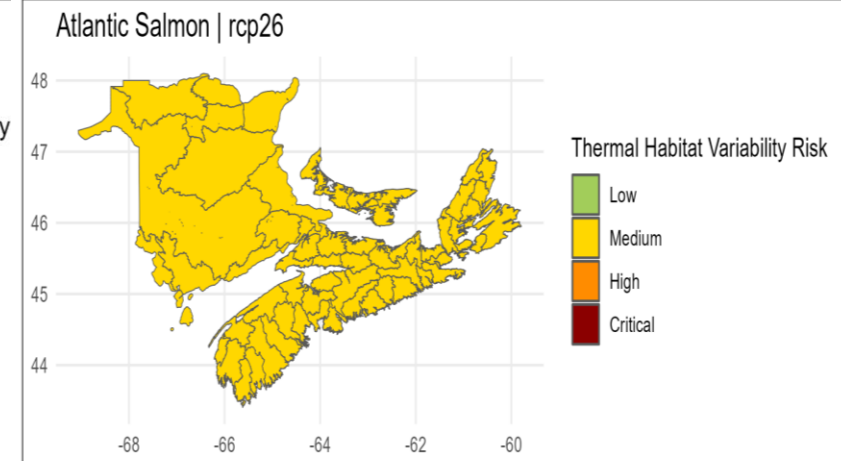 Atlantic Salmon | rcp26
y
48
47
46
45
44
-68 -66 -64 -62 -60
Thermal Habitat Variability Risk
Low
Medium
High
Critical